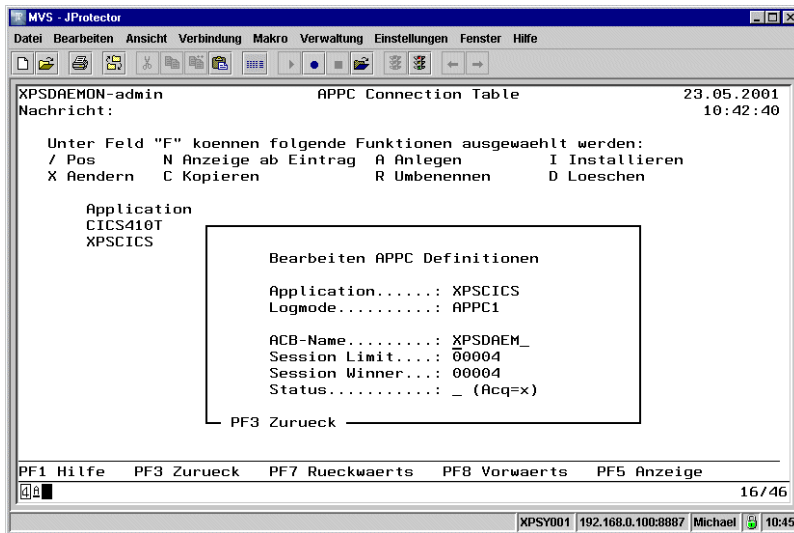 MVS - JProtector
Datei Bearbeiten Ansicht Verbindung Makro Verwaltung Einstellungen Fenster Hilfe
XPSDAEMON-admin APPC Connection Table 23.05.2001
Nachricht: 10:42:40
Unter Feld "F" koennen folgende Funktionen ausgewaehlt werden:
/ Pos N Anzeige ab Eintrag A Anlegen I Installieren
X Aendern C Kopieren R Umbenennen D Loeschen
Application
CICS410T
XPSCICS
Bearbeiten APPC Definitionen
Application......: XPSCICS
Logmode..........: APPC1
ACB-Name.........: XPSDAEM_
Session Limit....: 00004
Session Winner...: 00004
Status...........: _ (Acq=x)
PF3 Zurueck
PF1 Hilfe PF3 Zurueck PF7 Rueckwaerts PF8 Vorwaerts PF5 Anzeige
4A 16/46
XPSY001 192.168.0.100:8887 Michael 10:45